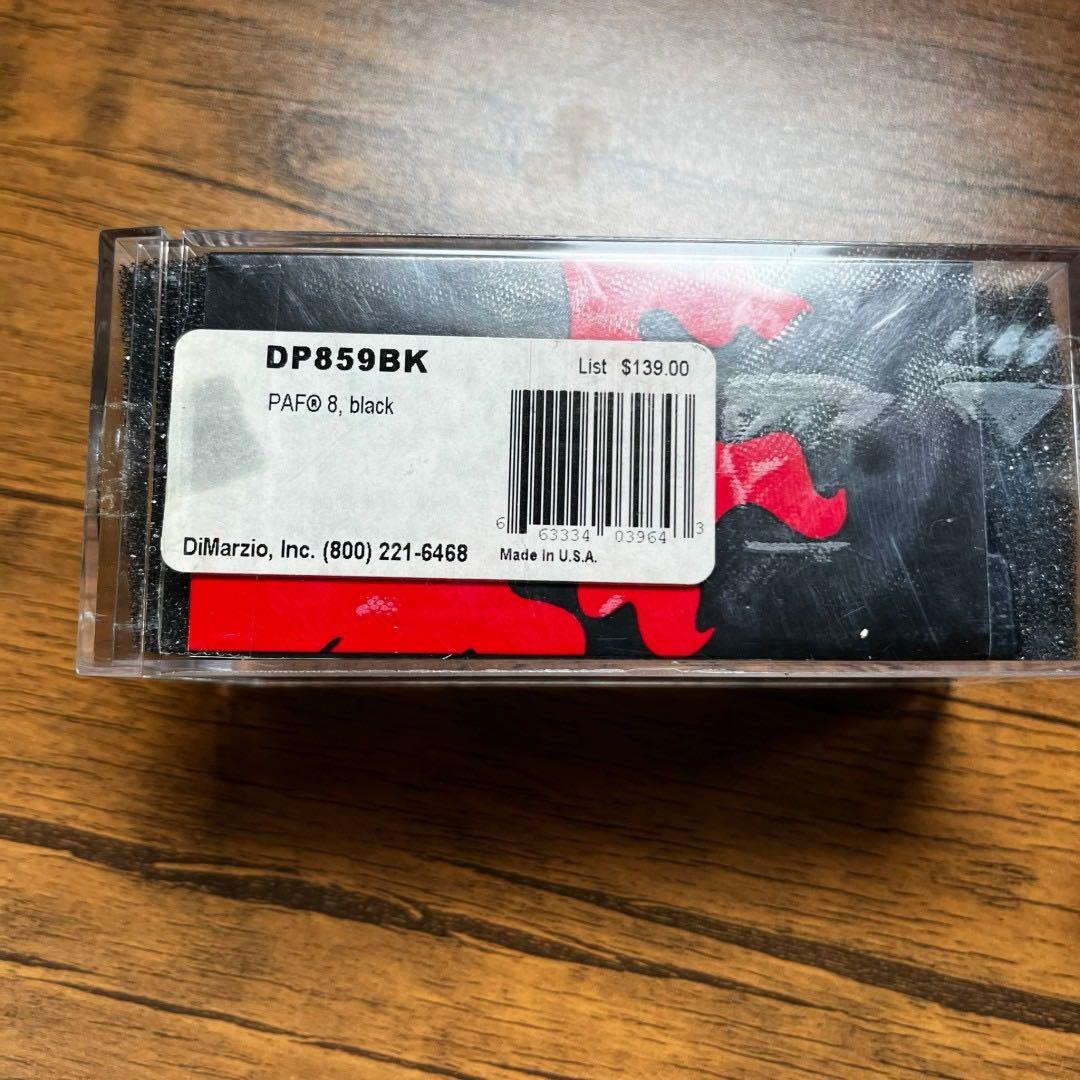 DP859BK
List $139.00
PAF® 8, black
6 63334 03964 3
DiMarzio, Inc. (800) 221-6468
Made in U.S.A.